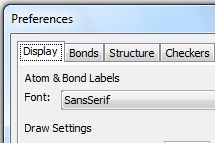 Preferences
Display Bonds Structure Checkers
Atom & Bond Labels
Font: SansSerif
Draw Settings